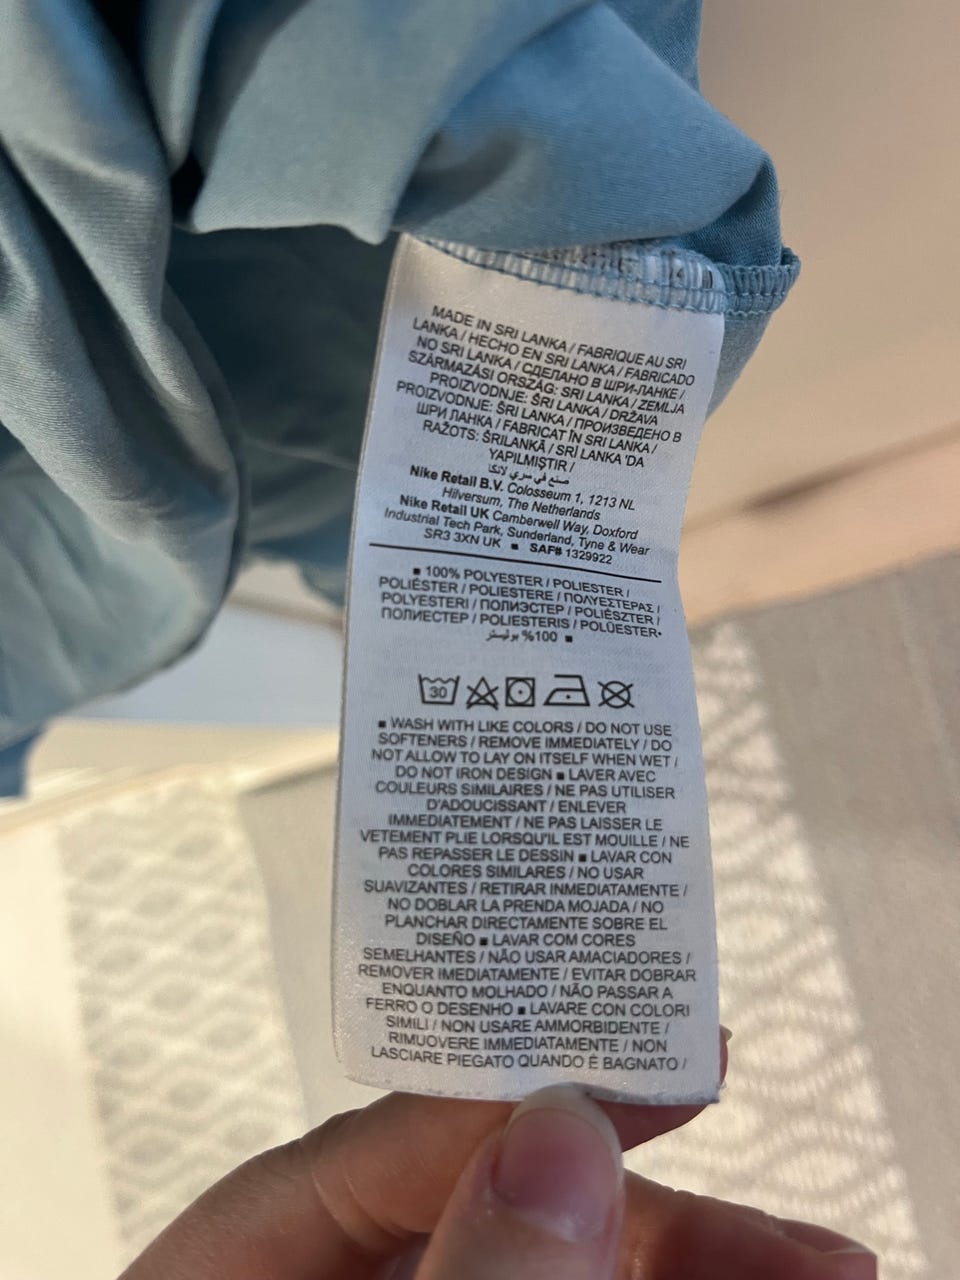 MADE IN SRI LANKA / FABRIQUE AU SRI
LANKA / HECHO EN SRI LANKA / FABRICADO
NO SRI LANKA / СДЕЛАНО В ШРИ-ЛАНКЕ /
SZÁRMAZÁSI ORSZÁG: SRI LANKA / ZEMLJA
PROIZVODNJE: ŠRI LANKA / DRŽAVA
PROIZVODNJE: ŠRI LANKA / ПРОИЗВЕДЕНО В
ШРИ ЛАНКА / FABRICAT ÎN SRI LANKA /
RAŽOTS: ŠRILANKĀ / SRİ LANKA 'DA
YAPILMIŞTIR /
صنع في سري لانكا
Nike Retail B.V. Colosseum 1, 1213 NL
Hilversum, The Netherlands
Nike Retail UK Camberwell Way, Doxford
Industrial Tech Park, Sunderland, Tyne & Wear
SR3 3XN UK ■ SAF# 1329922
■ 100% POLYESTER / POLIESTER /
POLIÉSTER / POLIESTERE / ΠΟΛΥΕΣΤΕΡΑΣ /
POLYESTERI / ПОЛИЭСТЕР / POLIÉSZTER /
ПОЛИЕСТЕР / POLIESTERIS / POLÜESTER•
100% بوليستر ■
30
■ WASH WITH LIKE COLORS / DO NOT USE
SOFTENERS / REMOVE IMMEDIATELY / DO
NOT ALLOW TO LAY ON ITSELF WHEN WET /
DO NOT IRON DESIGN ■ LAVER AVEC
COULEURS SIMILAIRES / NE PAS UTILISER
D'ADOUCISSANT / ENLEVER
IMMEDIATEMENT / NE PAS LAISSER LE
VETEMENT PLIE LORSQU'IL EST MOUILLE / NE
PAS REPASSER LE DESSIN ■ LAVAR CON
COLORES SIMILARES / NO USAR
SUAVIZANTES / RETIRAR INMEDIATAMENTE /
NO DOBLAR LA PRENDA MOJADA / NO
PLANCHAR DIRECTAMENTE SOBRE EL
DISEÑO ■ LAVAR COM CORES
SEMELHANTES / NÃO USAR AMACIADORES /
REMOVER IMEDIATAMENTE / EVITAR DOBRAR
ENQUANTO MOLHADO / NÃO PASSAR A
FERRO O DESENHO ■ LAVARE CON COLORI
SIMILI / NON USARE AMMORBIDENTE /
RIMUOVERE IMMEDIATAMENTE / NON
LASCIARE PIEGATO QUANDO È BAGNATO /